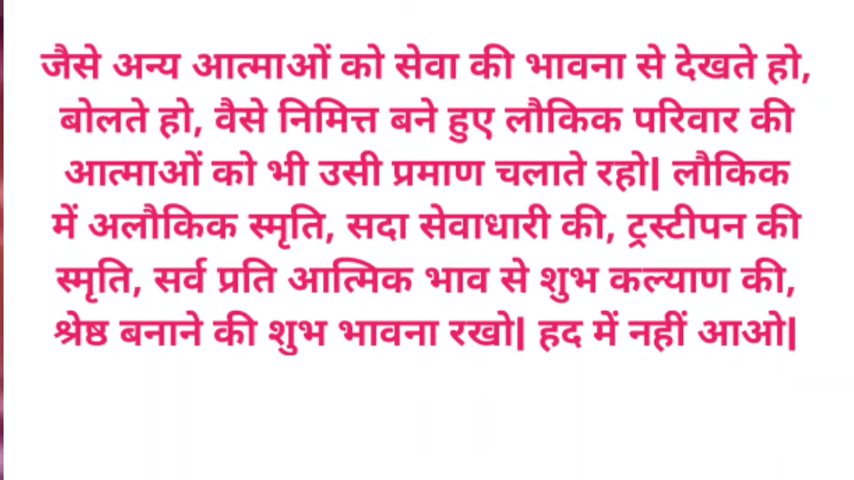 जैसे अन्य आत्माओं को सेवा की भावना से देखते हो,
बोलते हो, वैसे निमित्त बने हुए लौकिक परिवार की
आत्माओं को भी उसी प्रमाण चलाते रहो| लौकिक
में अलौकिक स्मृति, सदा सेवाधारी की, ट्रस्टीपन की
स्मृति, सर्व प्रति आत्मिक भाव से शुभ कल्याण की,
श्रेष्ठ बनाने की शुभ भावना रखो| हद में नहीं आओ|